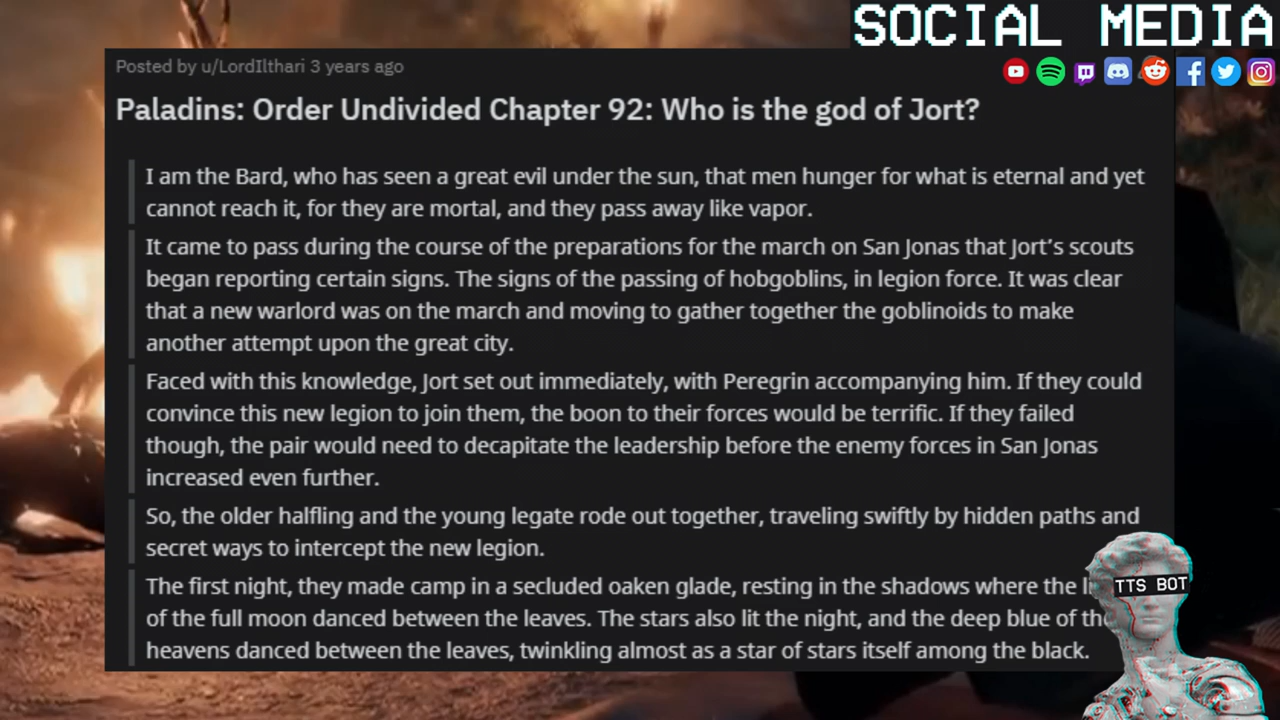 SOCIAL MEDIA
Posted by u/LordIlthari 3 years ago
Paladins: Order Undivided Chapter 92: Who is the god of Jort?
I am the Bard, who has seen a great evil under the sun, that men hunger for what is eternal and yet
cannot reach it, for they are mortal, and they pass away like vapor.
It came to pass during the course of the preparations for the march on San Jonas that Jort’s scouts
began reporting certain signs. The signs of the passing of hobgoblins, in legion force. It was clear
that a new warlord was on the march and moving to gather together the goblinoids to make
another attempt upon the great city.
Faced with this knowledge, Jort set out immediately, with Peregrin accompanying him. If they could
convince this new legion to join them, the boon to their forces would be terrific. If they failed
though, the pair would need to decapitate the leadership before the enemy forces in San Jonas
increased even further.
So, the older halfling and the young legate rode out together, traveling swiftly by hidden paths and
secret ways to intercept the new legion.
The first night, they made camp in a secluded oaken glade, resting in the shadows where the
of the full moon danced between the leaves. The stars also lit the night, and the deep blue of
heavens danced between the leaves, twinkling almost as a star of stars itself among the black.
TTS BOT